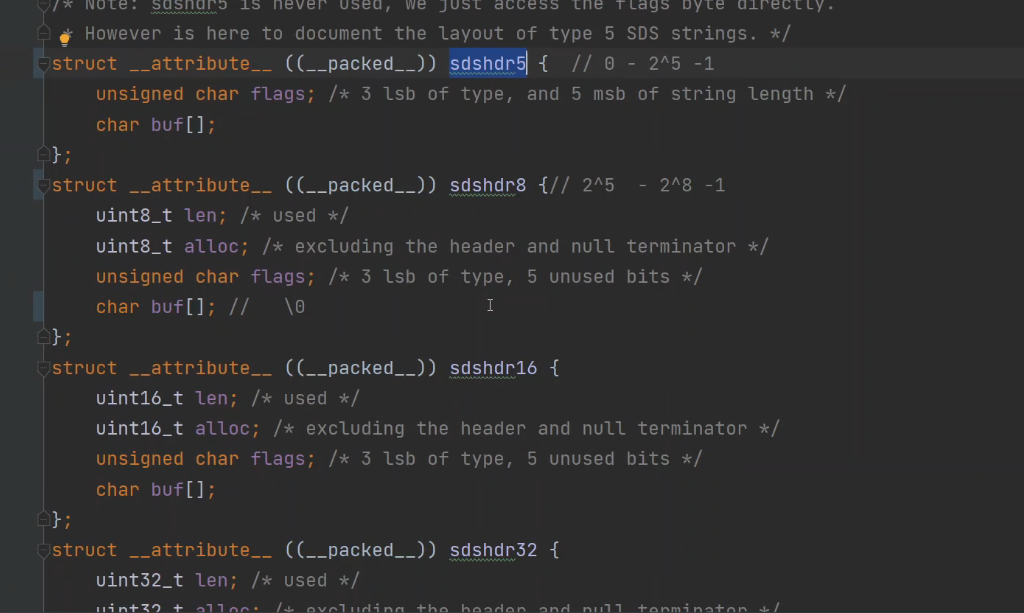 /* Note: sdshdr5 is never used, we just access the flags byte directly.
* However is here to document the layout of type 5 SDS strings. */
struct __attribute__ ((__packed__)) sdshdr5 {  // 0 - 2^5 -1
    unsigned char flags; /* 3 lsb of type, and 5 msb of string length */
    char buf[];
};
struct __attribute__ ((__packed__)) sdshdr8 {// 2^5  - 2^8 -1
    uint8_t len; /* used */
    uint8_t alloc; /* excluding the header and null terminator */
    unsigned char flags; /* 3 lsb of type, 5 unused bits */
    char buf[]; //   \0
};
struct __attribute__ ((__packed__)) sdshdr16 {
    uint16_t len; /* used */
    uint16_t alloc; /* excluding the header and null terminator */
    unsigned char flags; /* 3 lsb of type, 5 unused bits */
    char buf[];
};
struct __attribute__ ((__packed__)) sdshdr32 {
    uint32_t len; /* used */
    uint32_t alloc; /* excluding the header and null terminator */